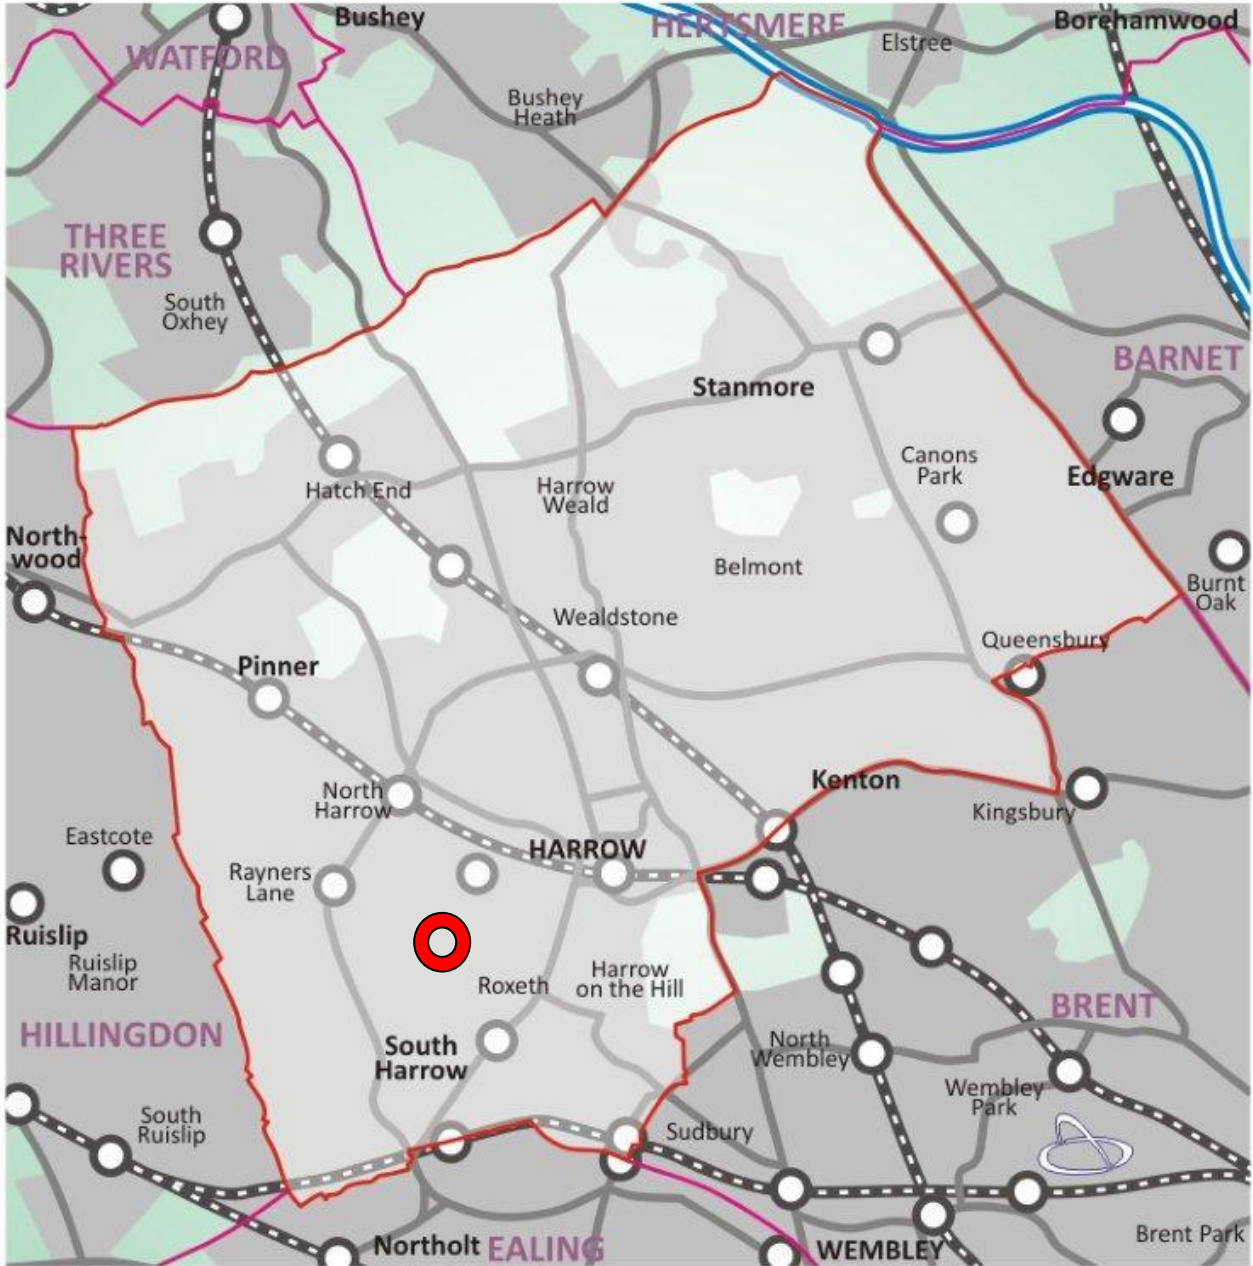 Bushey
HERTSMERE
Borehamwood
WATFORD
Elstree
Bushey
Heath
THREE
RIVERS
South
Oxhey
BARNET
Stanmore
Canons
Park
Edgware
Hatch End
Harrow
Weald
North-
wood
Belmont
Burnt
Oak
Wealdstone
Queensbury
Pinner
Kenton
North
Harrow
Kingsbury
Eastcote
HARROW
Rayners
Lane
Ruislip
Ruislip
Manor
Roxeth
Harrow
on the Hill
BRENT
HILLINGDON
South
Harrow
North
Wembley
Wembley
Park
South
Ruislip
Sudbury
Brent Park
Northolt
EALING
WEMBLEY